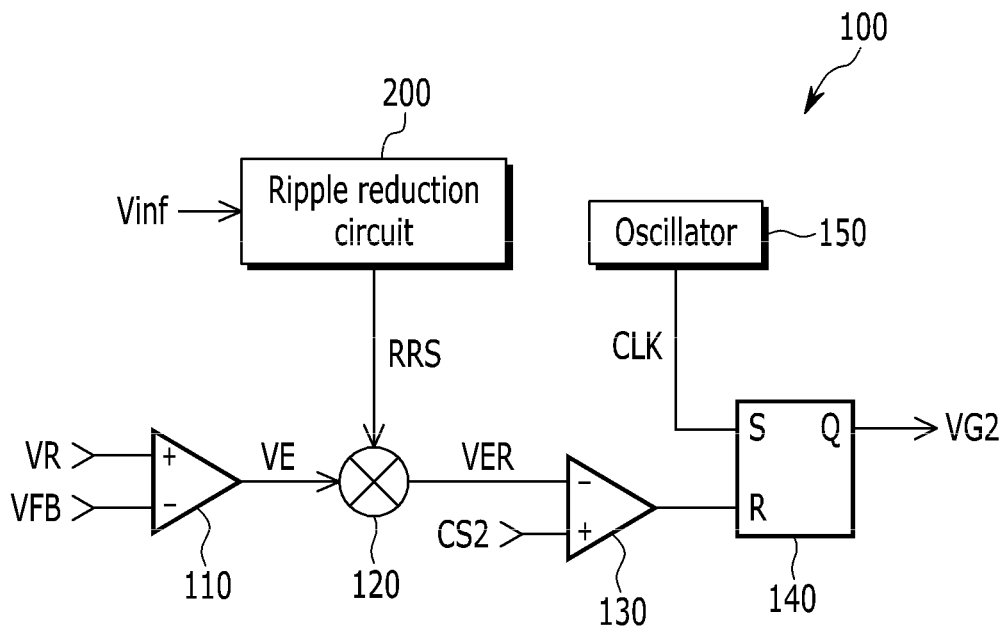 100
200
Vinf
Ripple reduction
circuit
Oscillator
150
RRS
CLK
VR
+
VFB
-
VE
VER
-
CS2
+
S
Q
VG2
R
110
120
130
140